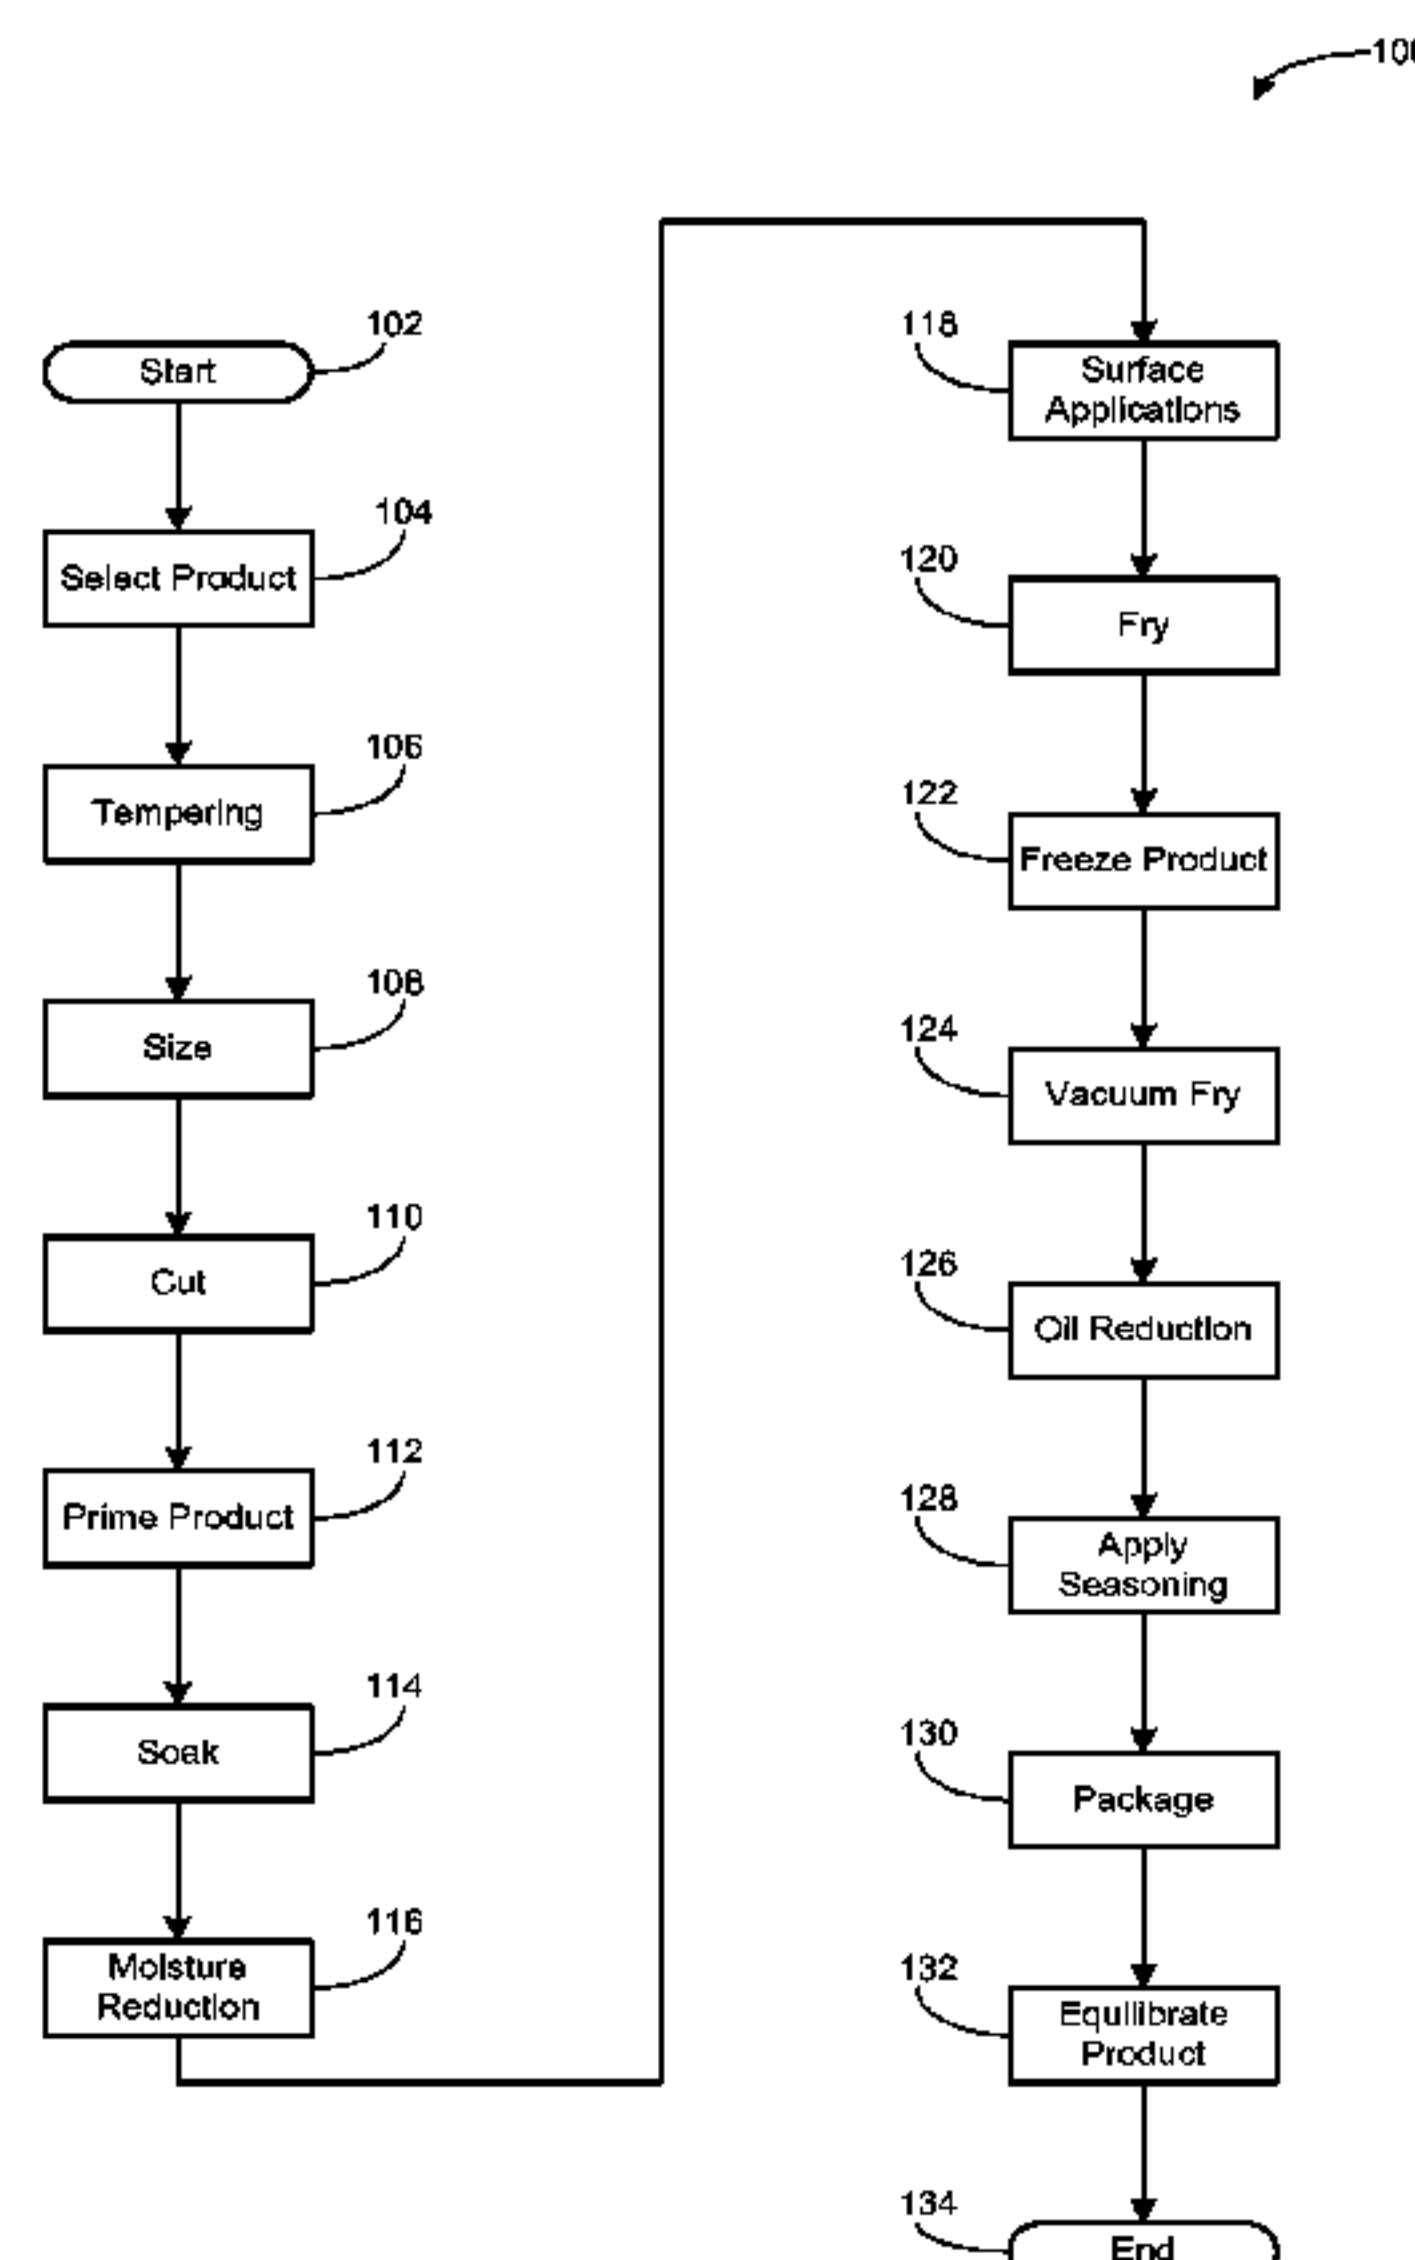 100
102
Start
104
Select Product
106
Tempering
108
Size
110
Cut
112
Prime Product
114
Soak
116
Moisture
Reduction
118
Surface
Applications
120
Fry
122
Freeze Product
124
Vacuum Fry
126
Oil Reduction
128
Apply
Seasoning
130
Package
132
Equilibrate
Product
134
End